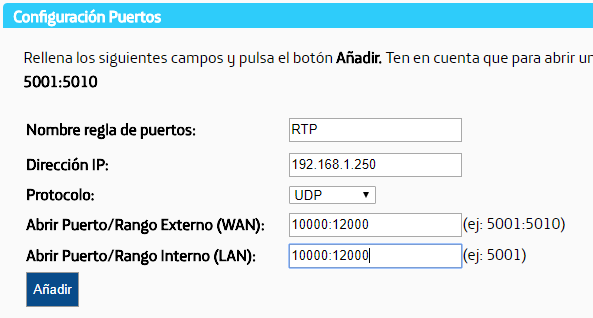 Configuración Puertos
Rellena los siguientes campos y pulsa el botón Añadir. Ten en cuenta que para abrir un
5001:5010
Nombre regla de puertos: RTP
Dirección IP: 192.168.1.250
Protocolo: UDP
Abrir Puerto/Rango Externo (WAN): 10000:12000 (ej: 5001:5010)
Abrir Puerto/Rango Interno (LAN): 10000:12000 (ej: 5001)
Añadir